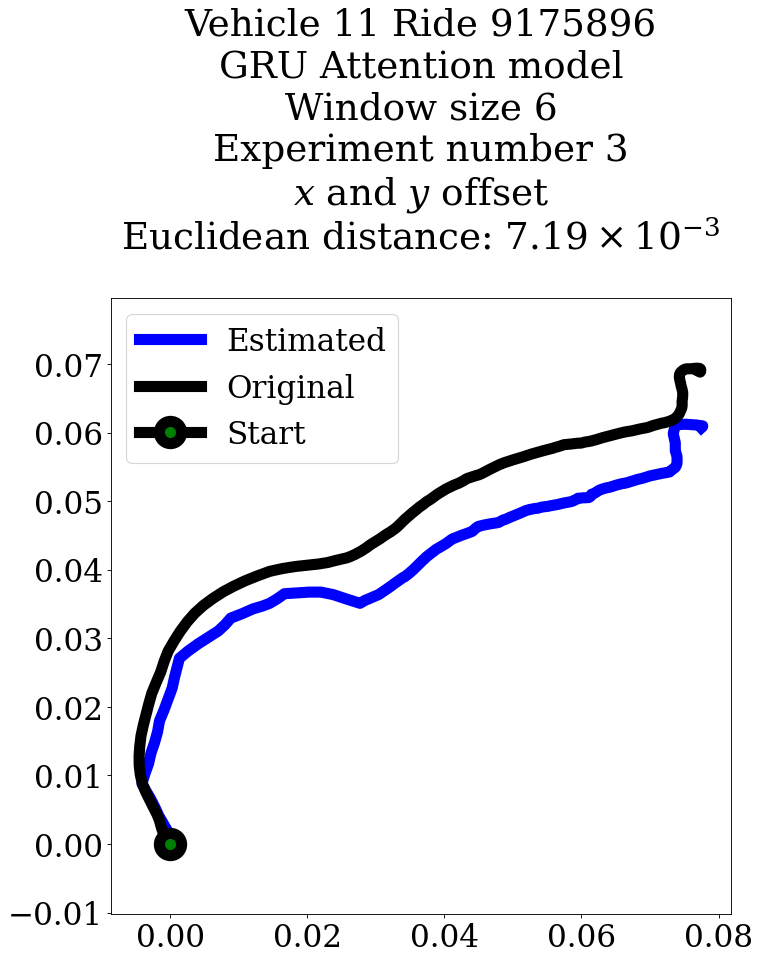 Vehicle 11 Ride 9175896
GRU Attention model
Window size 6
Experiment number 3
x and y offset
Euclidean distance: 7.19 × 10⁻³
Estimated
Original
Start
0.07
0.06
0.05
0.04
0.03
0.02
0.01
0.00
−0.01
0.00 0.02 0.04 0.06 0.08